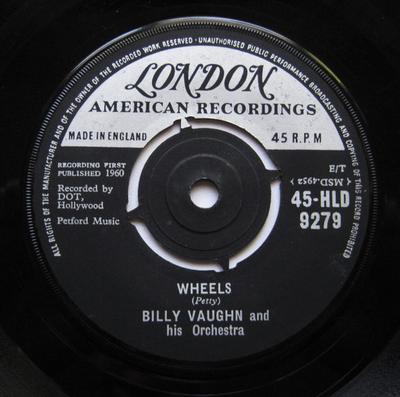 ALL RIGHTS OF THE MANUFACTURER AND OF THE OWNER OF THE RECORDED WORK RESERVED · UNAUTHORISED PUBLIC PERFORMANCE BROADCASTING AND COPYING OF THIS RECORD PROHIBITED
LONDON
AMERICAN RECORDINGS
MADE IN ENGLAND
45 R.P.M
RECORDING FIRST
PUBLISHED 1960
Recorded by
DOT,
Hollywood
Petford Music
E/T
(MSD.4952)
45-HLD
9279
WHEELS
(Petty)
BILLY VAUGHN and
his Orchestra